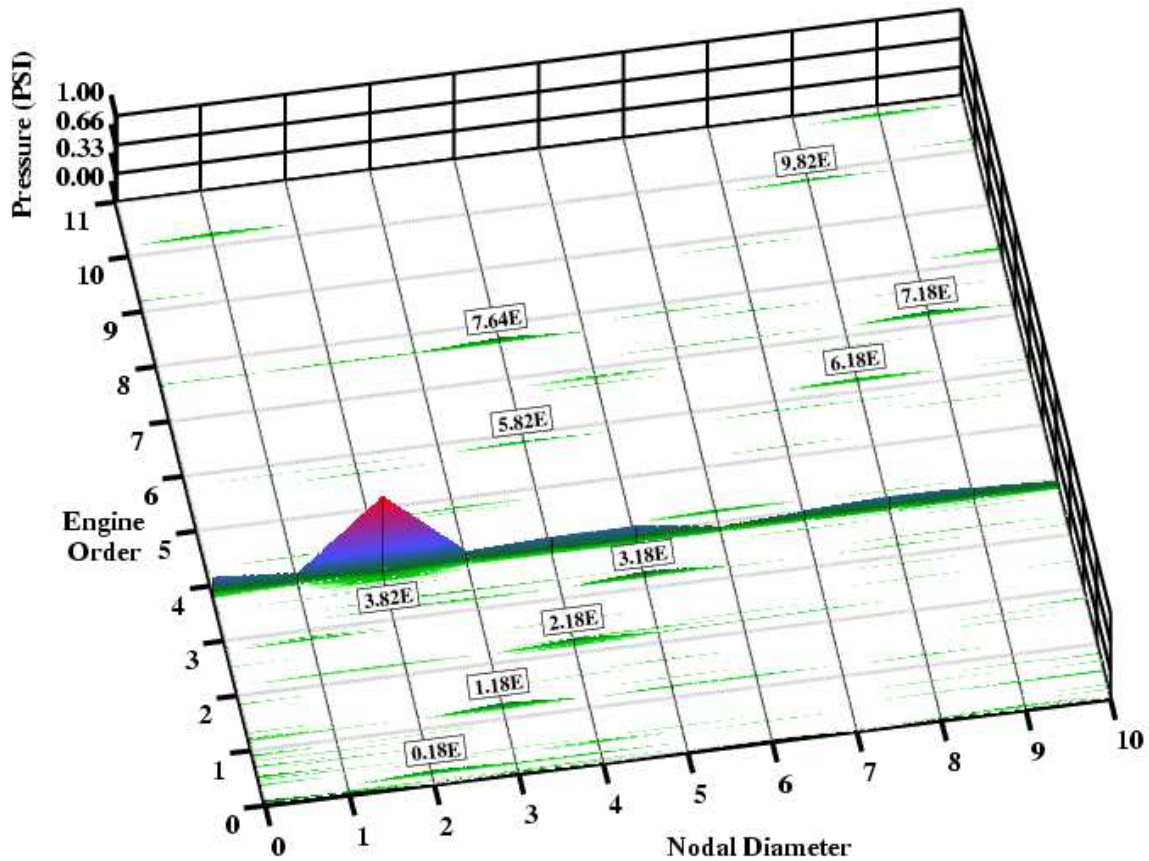 Pressure (PSI)
1.00
0.66
0.33
0.00
11
10
9
8
7
6
5
4
3
2
1
0
Engine
Order
9.82E
7.18E
7.64E
6.18E
5.82E
3.18E
3.82E
2.18E
1.18E
0.18E
0
1
2
3
4
5
6
7
8
9
10
Nodal Diameter